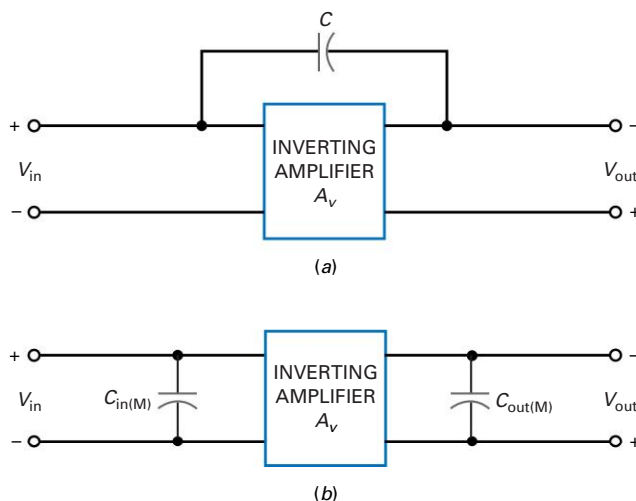 C
+ −
INVERTING
V_in AMPLIFIER V_out
A_v
− +
(a)
+ −
INVERTING
V_in C_in(M) AMPLIFIER C_out(M) V_out
A_v
− +
(b)